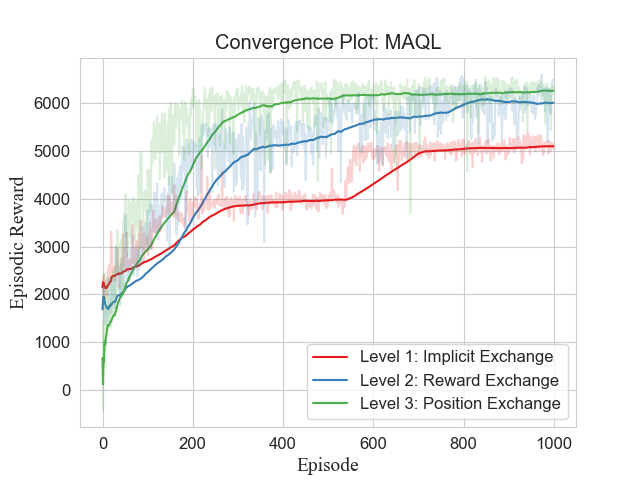 Convergence Plot: MAQL
Episodic Reward
6000
5000
4000
3000
2000
1000
0
Level 1: Implicit Exchange
Level 2: Reward Exchange
Level 3: Position Exchange
0 200 400 600 800 1000
Episode